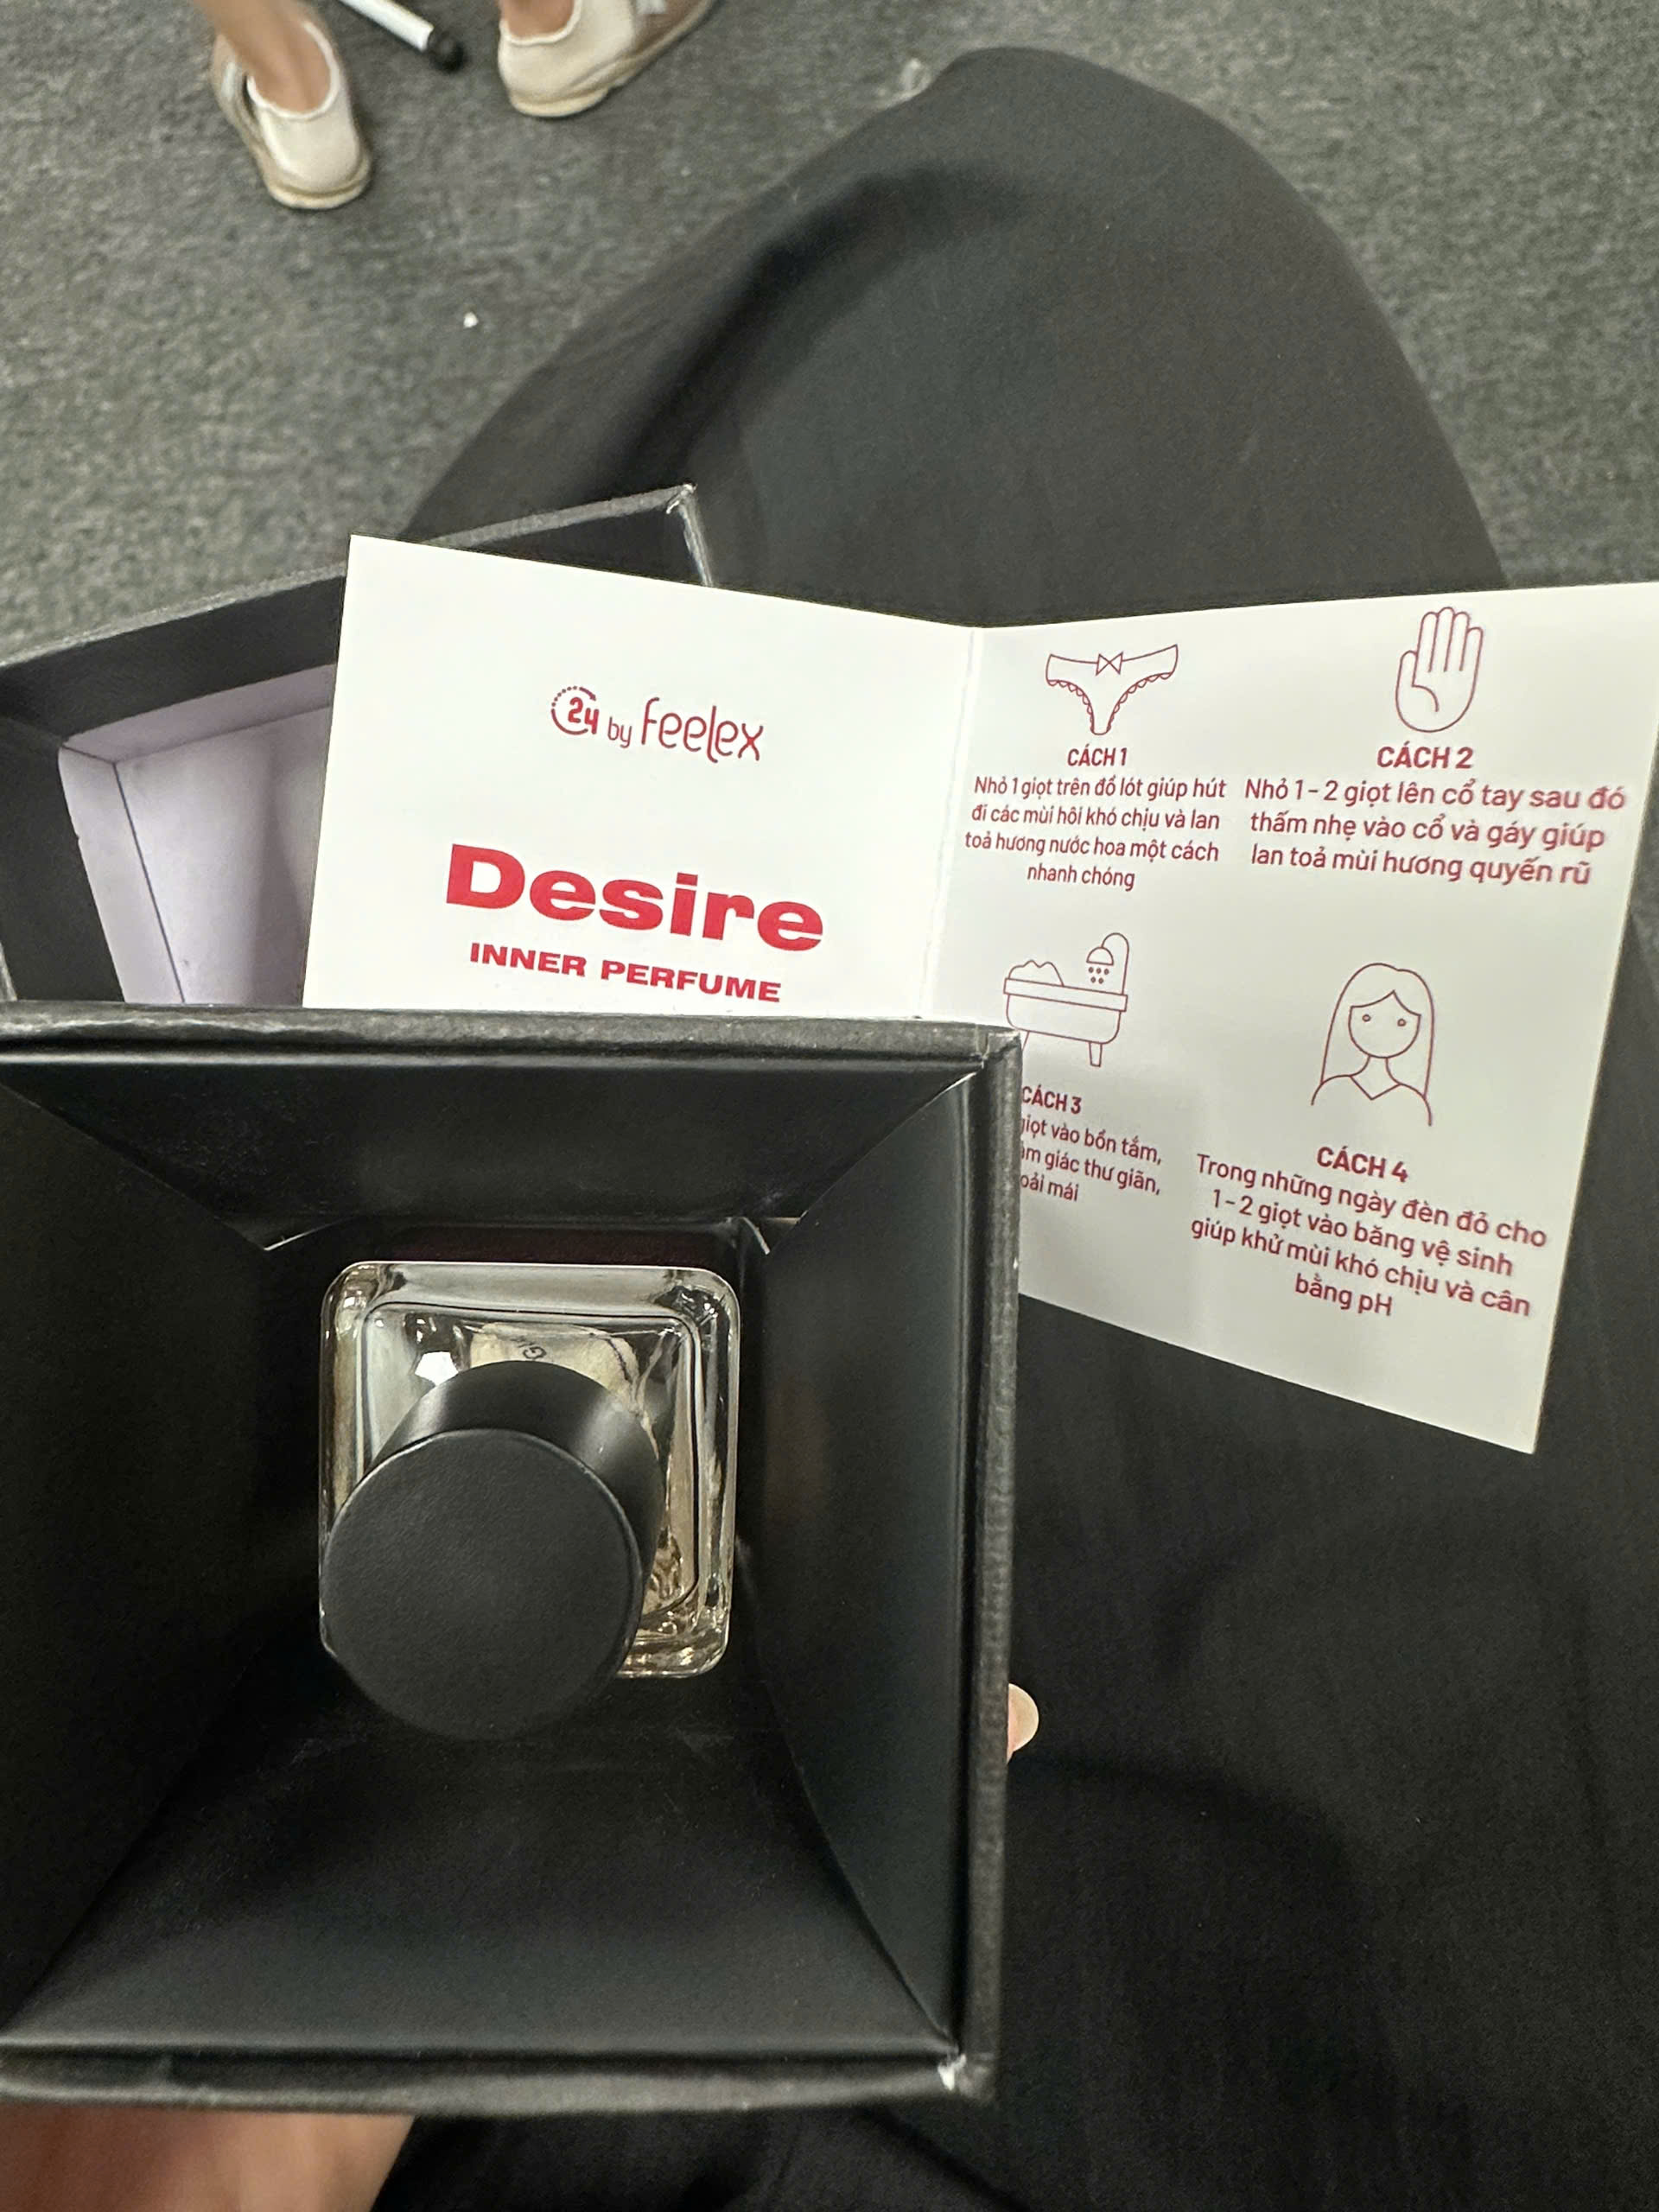 24 by Feelex
Desire
INNER PERFUME
CÁCH 1
Nhỏ 1 giọt trên đồ lót giúp hút
đi các mùi hôi khó chịu và lan
toả hương nước hoa một cách
nhanh chóng
CÁCH 2
Nhỏ 1 - 2 giọt lên cổ tay sau đó
thấm nhẹ vào cổ và gáy giúp
lan toả mùi hương quyến rũ
CÁCH 3
giọt vào bồn tắm,
giác thư giãn,
mái
CÁCH 4
Trong những ngày đèn đỏ cho
1 - 2 giọt vào băng vệ sinh
giúp khử mùi khó chịu và cân
bằng pH